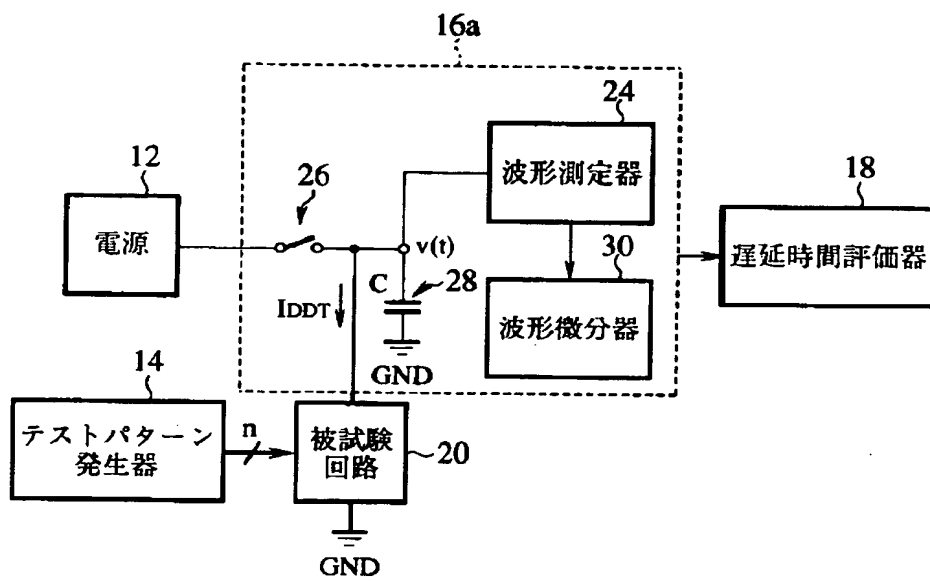 16a
24
波形測定器
12
電源
26
v(t)
18
遅延時間評価器
30
波形微分器
C
28
IDDT
GND
14
テストパターン
発生器
n
被試験
回路
20
GND